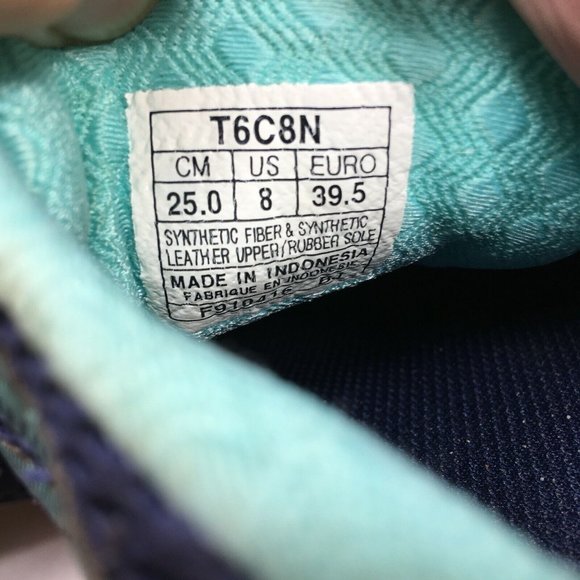 T6C8N
CM US EURO
25.0 8 39.5
SYNTHETIC FIBER & SYNTHETIC
LEATHER UPPER/RUBBER SOLE
MADE IN INDONESIA
FABRIQUE EN INDONESIE